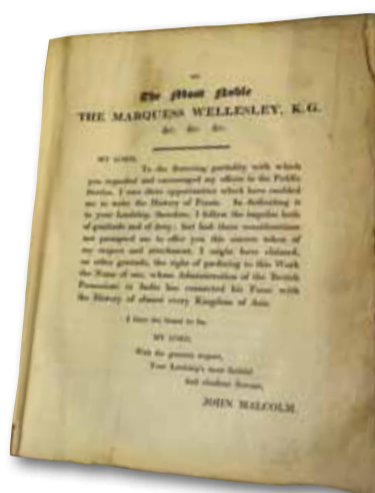 TO
The Most Noble
THE MARQUESS WELLESLEY, K.G.
&c. &c. &c.
MY LORD,
To the flattering partiality with which
you regarded and encouraged my efforts in the Public
Service, I owe those opportunities which have enabled
me to write the History of Persia. In dedicating it
to your Lordship, therefore, I follow the impulse both
of gratitude and of duty; but had these considerations
not prompted me to offer you this sincere token of
my respect and attachment, I might have claimed,
on other grounds, the right of prefixing to this Work
the Name of one, whose Administration of the British
Possessions in India has connected his Fame with
the History of almost every Kingdom of Asia.
I have the honor to be,
MY LORD,
With the greatest respect,
Your Lordship's most faithful
And obedient Servant,
JOHN MALCOLM.